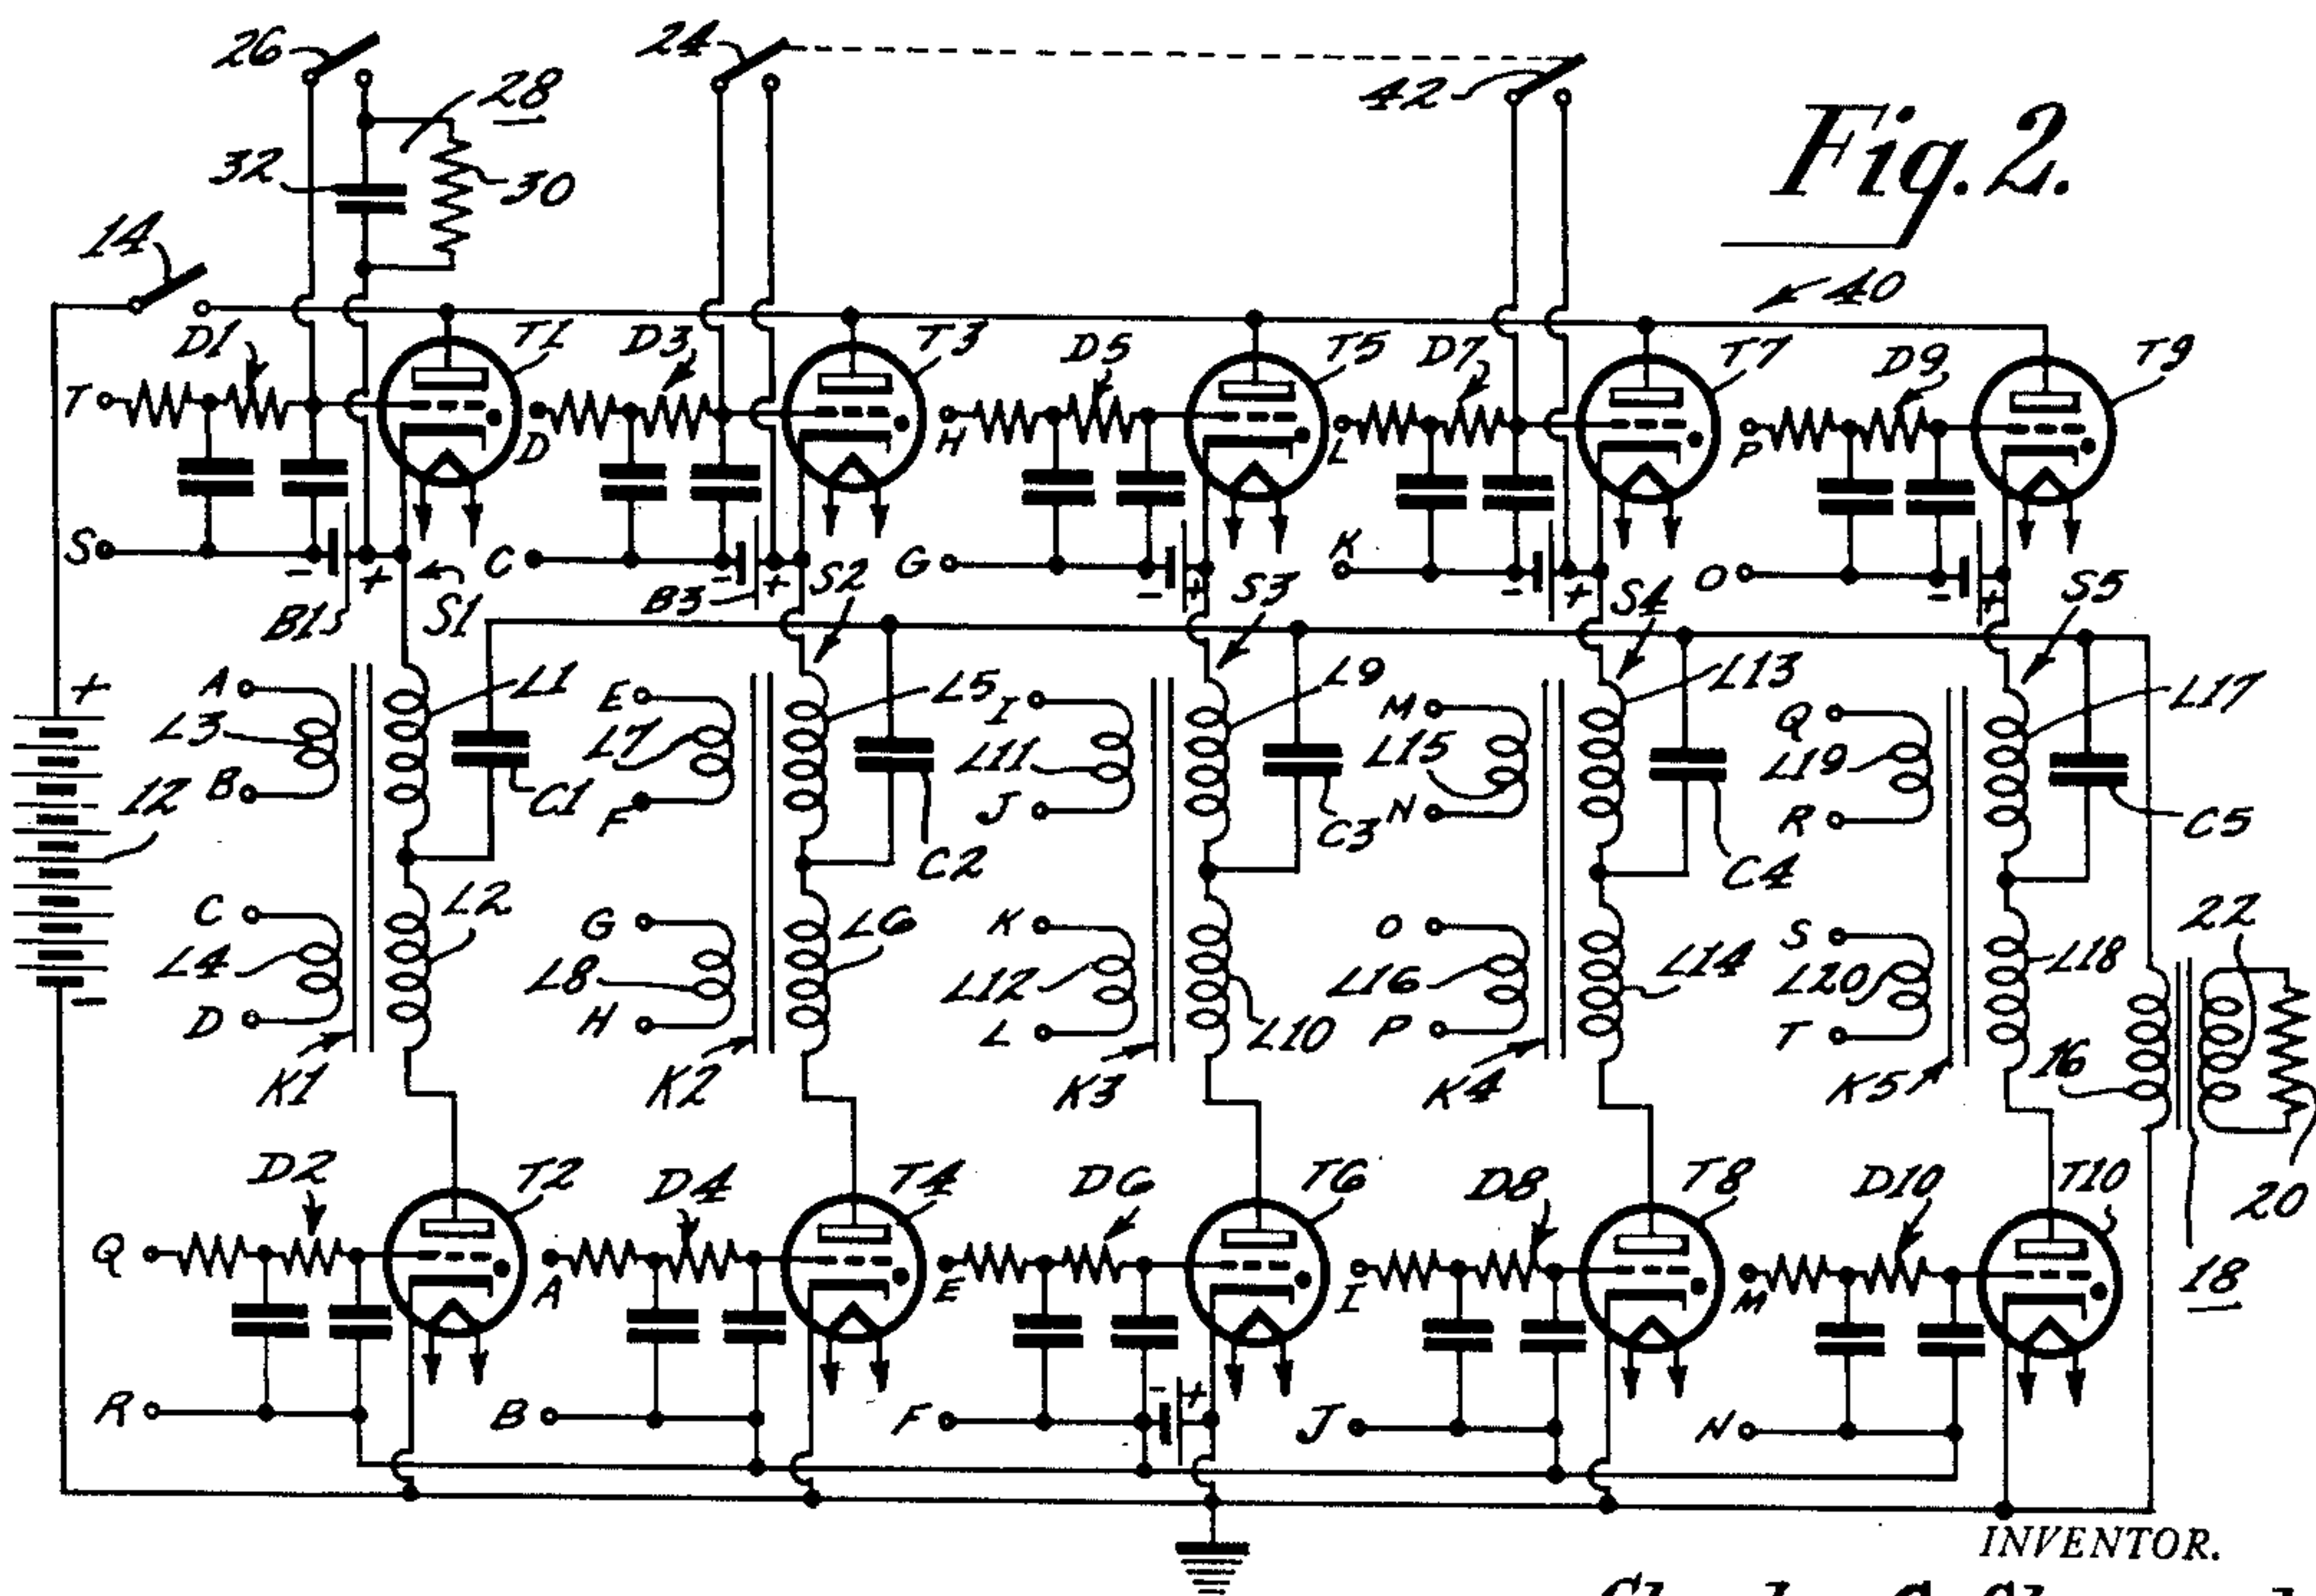 26 28 24 42 Fig. 2.
32 30
14 40
D1 T1 D3 T3 D5 T5 D7 T7 D9 T9
T D H L P
S C G K O
- + - + - + - + - +
B1 S1 B3 S2 S3 S4 S5
+
A L1 E L5 I L9 M L13 Q L17
L3 L7 L11 L15 L19
12 B C1 F J C3 N R C5
C2 C4
C L2 G L6 K O S 22
L4 L8 L12 L16 L14 L20 L18
- D H L L10 P T
K1 K2 K3 K4 K5 16
D2 T2 D4 T4 D6 T6 D8 T8 D10 T10 20
Q A E I M 18
- +
R B F J N
INVENTOR.